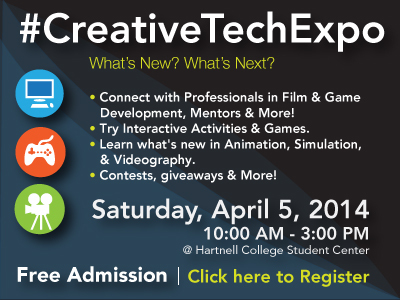 #CreativeTechExpo
What's New? What's Next?
• Connect with Professionals in Film & Game
Development, Mentors & More!
• Try Interactive Activities & Games.
• Learn what's new in Animation, Simulation,
& Videography.
• Contests, giveaways & More!
Saturday, April 5, 2014
10:00 AM - 3:00 PM
@ Hartnell College Student Center
Free Admission | Click here to Register